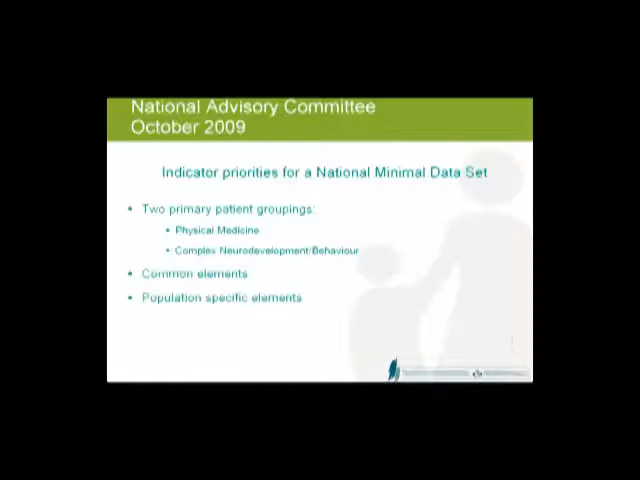 National Advisory Committee
October 2009
Indicator priorities for a National Minimal Data Set
• Two primary patient groupings:
• Physical Medicine
• Complex Neurodevelopment/Behaviour
• Common elements
• Population specific elements